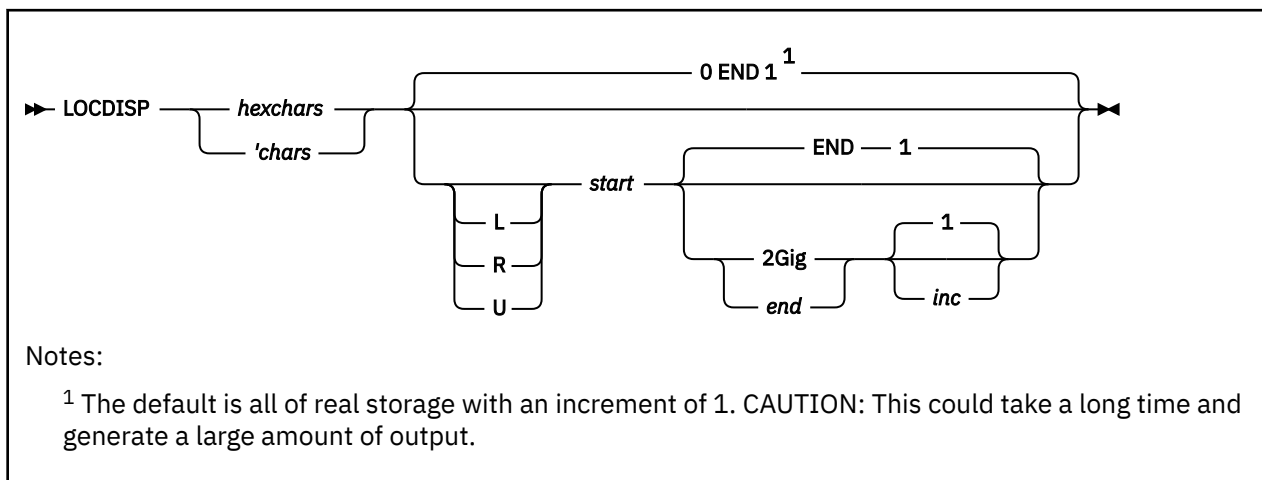 0 END 1 1
LOCDISP hexchars
'chars
END 1
start
L
1
R
2Gig
U
end
inc
Notes:
1 The default is all of real storage with an increment of 1. CAUTION: This could take a long time and
generate a large amount of output.